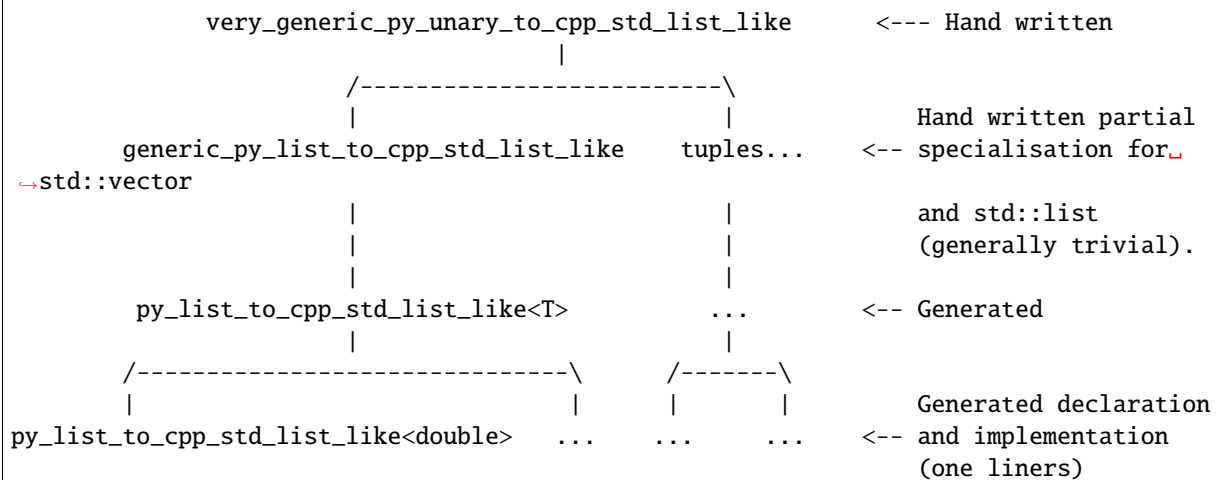 very_generic_py_unary_to_cpp_std_list_like <--- Hand written
|
/--------------------------\
| | Hand written partial
generic_py_list_to_cpp_std_list_like tuples... <-- specialisation for␣
↪std::vector
| | and std::list
| | (generally trivial).
| |
py_list_to_cpp_std_list_like<T> ... <-- Generated
| |
/-------------------------------\ /-------\
| | | | Generated declaration
py_list_to_cpp_std_list_like<double> ... ... ... <-- and implementation
(one liners)